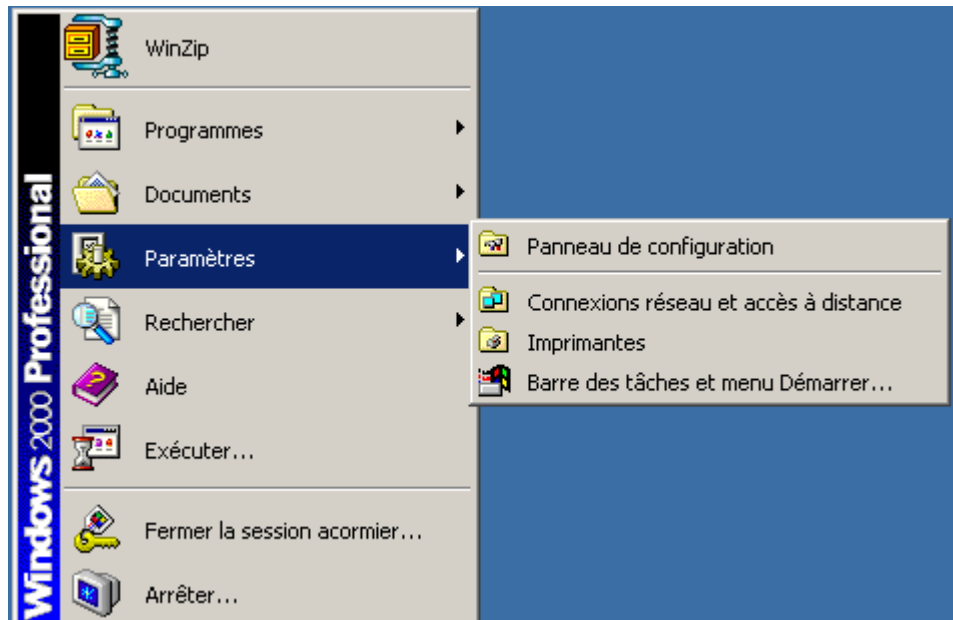 Windows 2000 Professional
WinZip
Programmes
Documents
Paramètres
Rechercher
Aide
Exécuter...
Fermer la session acormier...
Arrêter...
Panneau de configuration
Connexions réseau et accès à distance
Imprimantes
Barre des tâches et menu Démarrer...